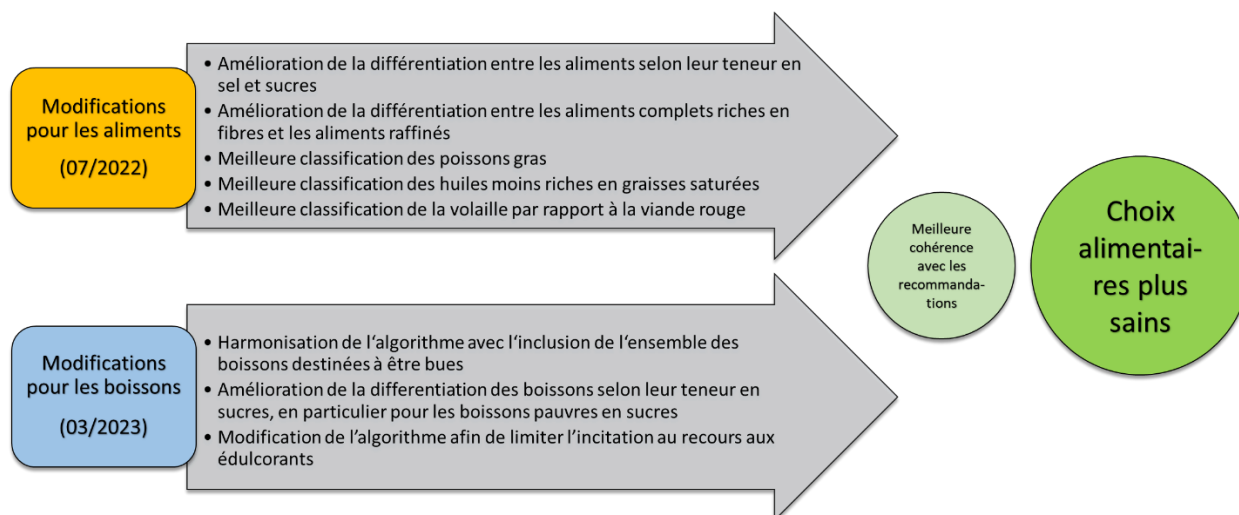 Modifications
pour les aliments
(07/2022)
• Amélioration de la différentiation entre les aliments selon leur teneur en
sel et sucres
• Amélioration de la différentiation entre les aliments complets riches en
fibres et les aliments raffinés
• Meilleure classification des poissons gras
• Meilleure classification des huiles moins riches en graisses saturées
• Meilleure classification de la volaille par rapport à la viande rouge
Modifications
pour les boissons
(03/2023)
• Harmonisation de l‘algorithme avec l‘inclusion de l‘ensemble des
boissons destinées à être bues
• Amélioration de la differentiation des boissons selon leur teneur en
sucres, en particulier pour les boissons pauvres en sucres
• Modification de l’algorithme afin de limiter l’incitation au recours aux
édulcorants
Meilleure
cohérence
avec les
recommanda-
tions
Choix
alimentai-
res plus
sains